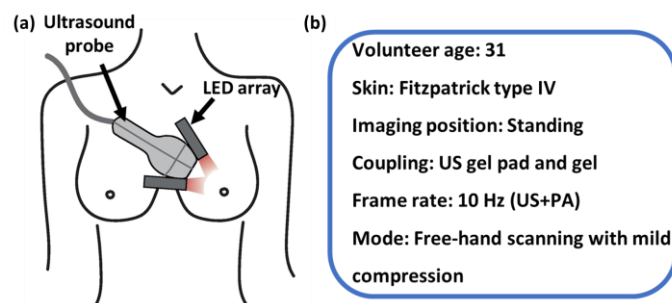 (a)
Ultrasound
probe
LED array
(b)
Volunteer age: 31
Skin: Fitzpatrick type IV
Imaging position: Standing
Coupling: US gel pad and gel
Frame rate: 10 Hz (US+PA)
Mode: Free-hand scanning with mild
compression